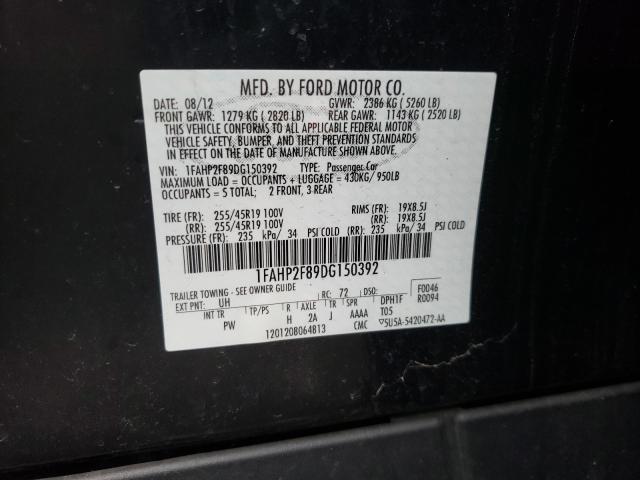 MFD. BY FORD MOTOR CO.
DATE: 08/12 GVWR: 2386 KG ( 5260 LB)
FRONT GAWR: 1279 KG ( 2820 LB) REAR GAWR: 1143 KG ( 2520 LB)
THIS VEHICLE CONFORMS TO ALL APPLICABLE FEDERAL MOTOR
VEHICLE SAFETY, BUMPER, AND THEFT PREVENTION STANDARDS
IN EFFECT ON THE DATE OF MANUFACTURE SHOWN ABOVE.
VIN: 1FAHP2F89DG150392 TYPE: Passenger Car
MAXIMUM LOAD = OCCUPANTS + LUGGAGE = 430KG/ 950LB
OCCUPANTS = 5 TOTAL; 2 FRONT, 3 REAR
TIRE (FR): 255/45R19 100V RIMS (FR): 19X8.5J
(RR): 255/45R19 100V (RR): 19X8.5J
PRESSURE (FR): 235 kPa/ 34 PSI COLD (RR): 235 kPa/ 34 PSI COLD
1FAHP2F89DG150392
TRAILER TOWING - SEE OWNER GUIDE
F0046
R0094
EXT PNT: UH RC: 72 DSO:
INT TR TP/PS R AXLE TR SPR DPH1F
PW H 2A J AAAA T05
1201208064813 CMC ▽5U5A-5420472-AA